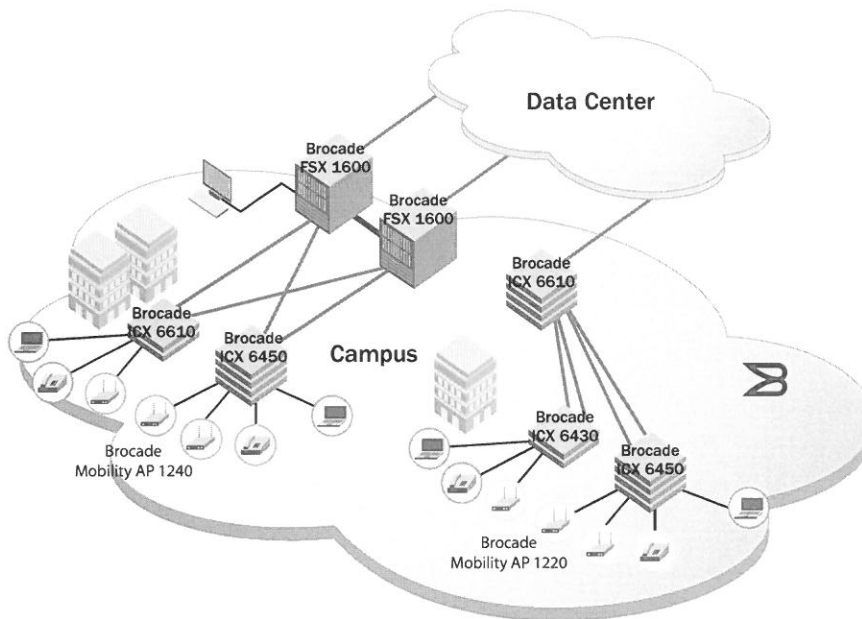 Data Center
Brocade
FSX 1600
Brocade
FSX 1600
Brocade
ICX 6610
Brocade
ICX 6610
Brocade
ICX 6450
Campus
Brocade
ICX 6430
Brocade
ICX 6450
Brocade
Mobility AP 1240
Brocade
Mobility AP 1220